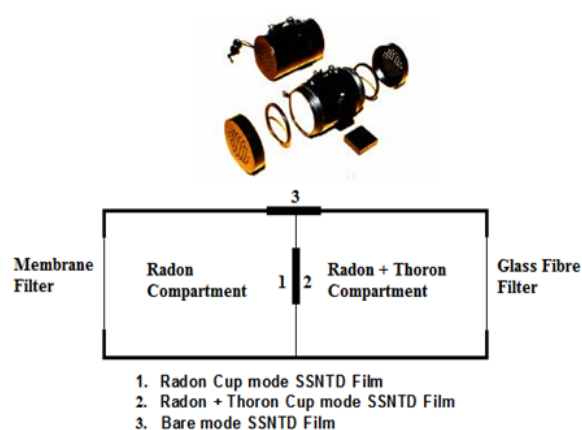 3
Membrane
Filter
Radon
Compartment
1 2
Radon + Thoron
Compartment
Glass Fibre
Filter
1. Radon Cup mode SSNTD Film
2. Radon + Thoron Cup mode SSNTD Film
3. Bare mode SSNTD Film